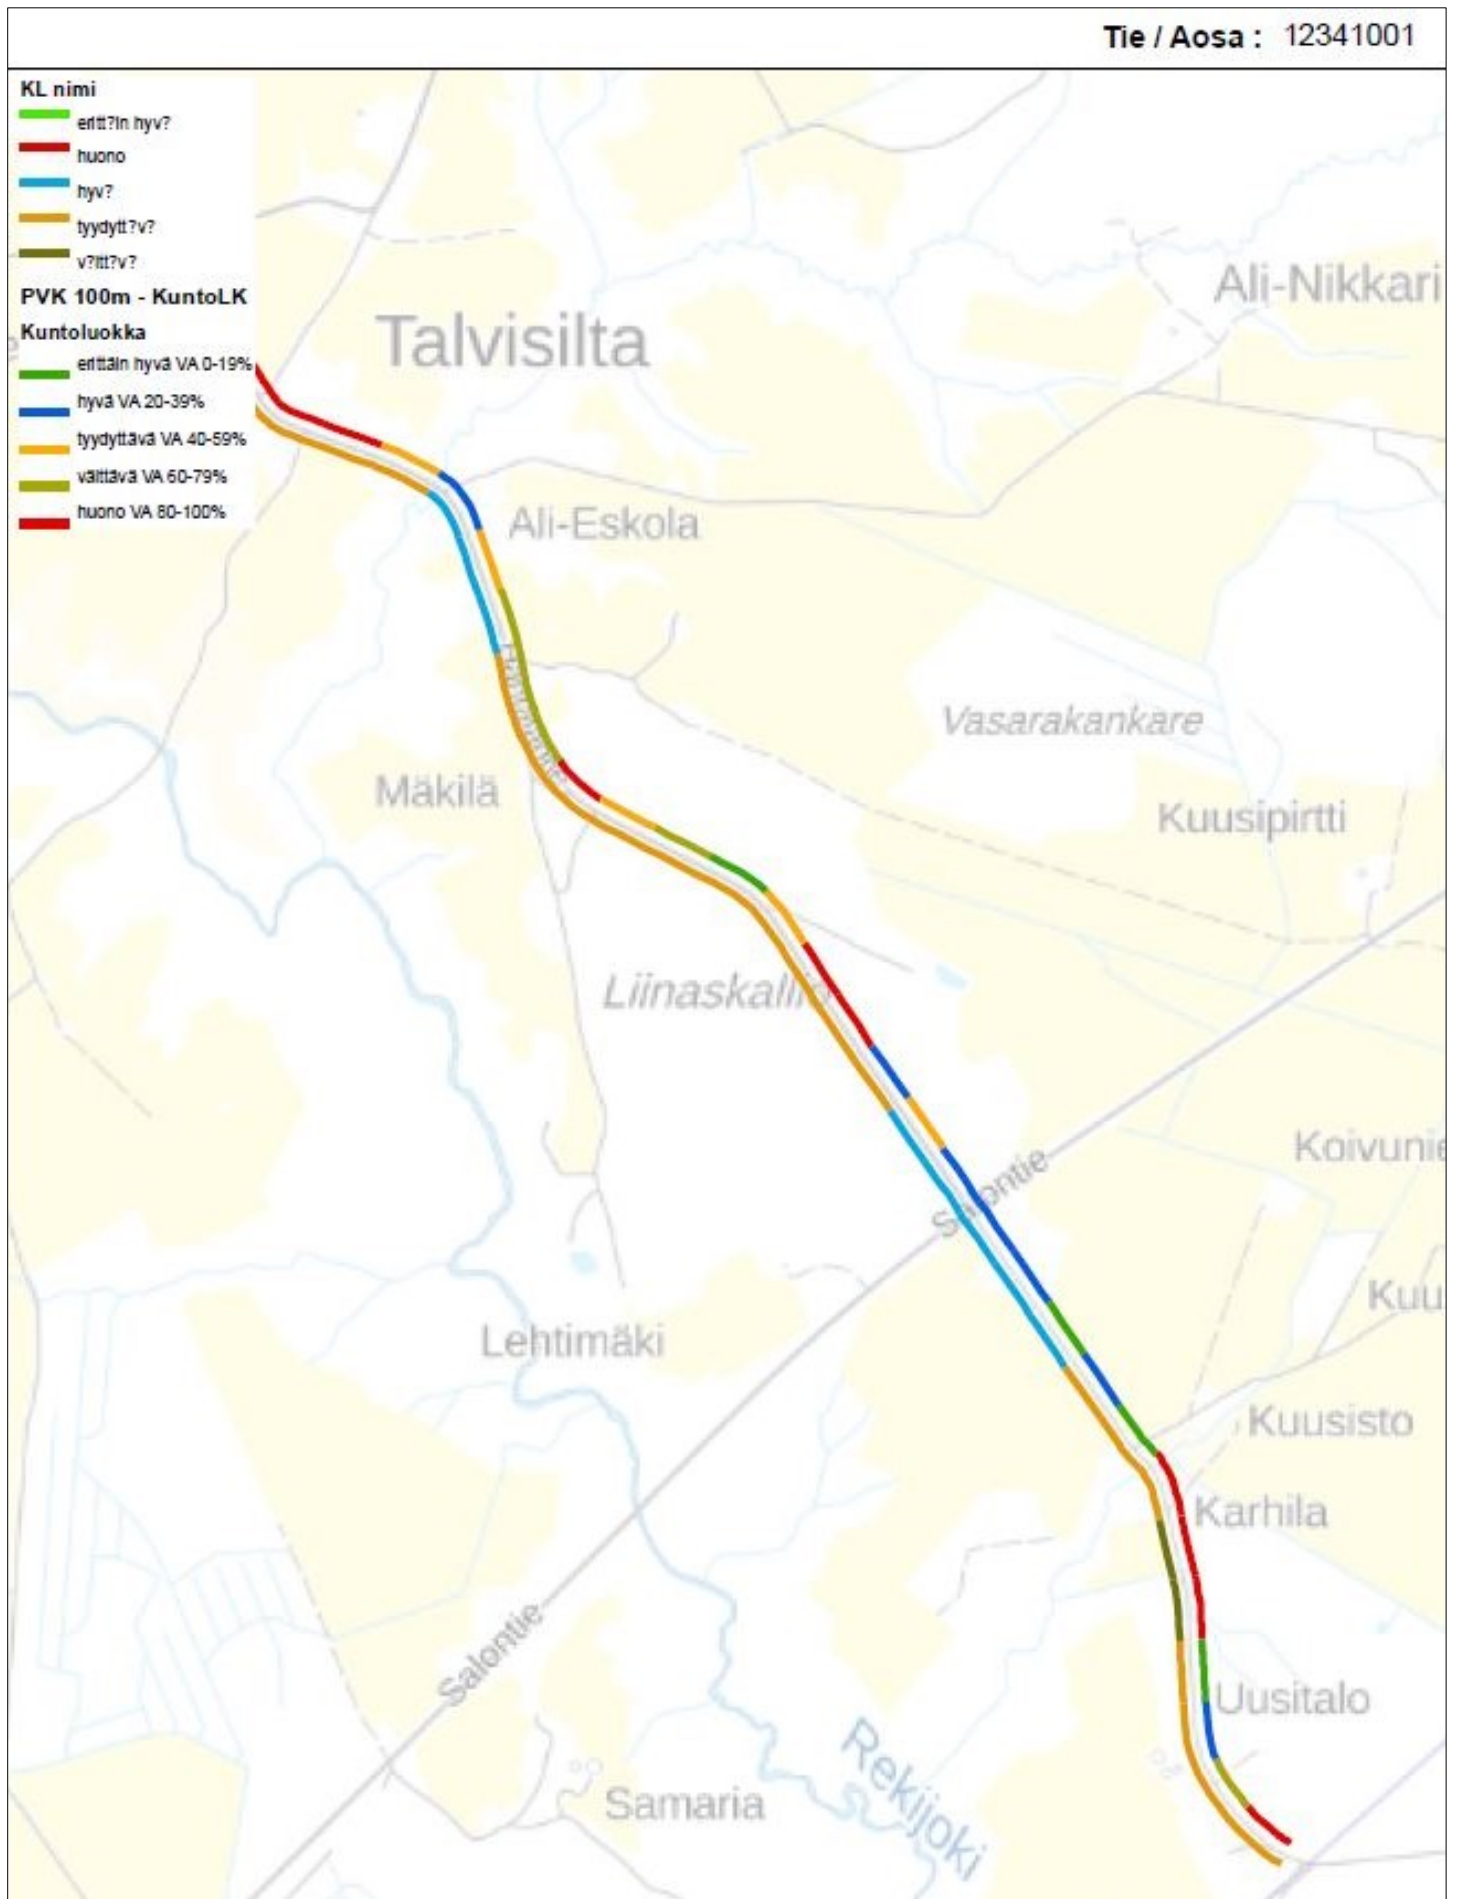 Tie / Aosa : 12341001
KL nimi
eritt?in hyv?
huono
hyv?
tyydytt?v?
v?ltt?v?
PVK 100m - KuntoLK
Kuntoluokka
erittäin hyvä VA 0-19%
hyvä VA 20-39%
tyydyttävä VA 40-59%
välttävä VA 60-79%
huono VA 80-100%
Ali-Nikkari
Talvisilta
Ali-Eskola
Vasarakankare
Mäkilä
Kuusipirtti
Liinaskallio
Koivunie
Salontie
Kuu
Lehtimäki
Kuusisto
Karhila
Salontie
Uusitalo
Rekijoki
Samaria